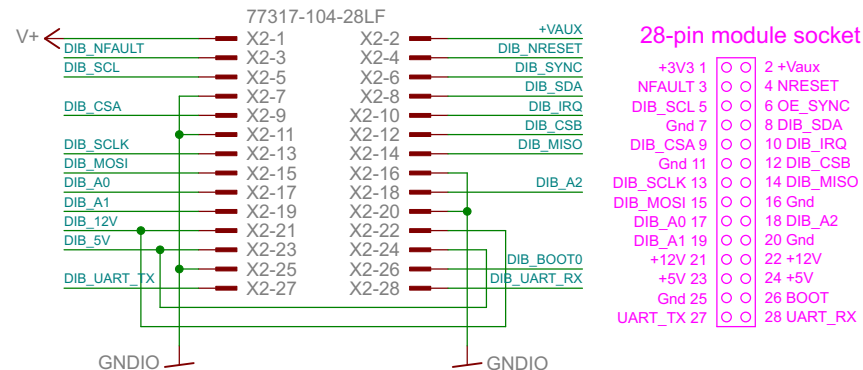 77317-104-28LF
V+ X2-1 X2-2 +VAUX
DIB_NFAULT X2-3 X2-4 DIB_NRESET
DIB_SCL X2-5 X2-6 DIB_SYNC
X2-7 X2-8 DIB_SDA
DIB_CSA X2-9 X2-10 DIB_IRQ
X2-11 X2-12 DIB_CSB
DIB_SCLK X2-13 X2-14 DIB_MISO
DIB_MOSI X2-15 X2-16
DIB_A0 X2-17 X2-18 DIB_A2
DIB_A1 X2-19 X2-20
DIB_12V X2-21 X2-22
DIB_5V X2-23 X2-24
X2-25 X2-26 DIB_BOOT0
DIB_UART_TX X2-27 X2-28 DIB_UART_RX
GNDIO GNDIO
28-pin module socket
+3V3 1 2 +Vaux
NFAULT 3 4 NRESET
DIB_SCL 5 6 OE_SYNC
Gnd 7 8 DIB_SDA
DIB_CSA 9 10 DIB_IRQ
Gnd 11 12 DIB_CSB
DIB_SCLK 13 14 DIB_MISO
DIB_MOSI 15 16 Gnd
DIB_A0 17 18 DIB_A2
DIB_A1 19 20 Gnd
+12V 21 22 +12V
+5V 23 24 +5V
Gnd 25 26 BOOT
UART_TX 27 28 UART_RX